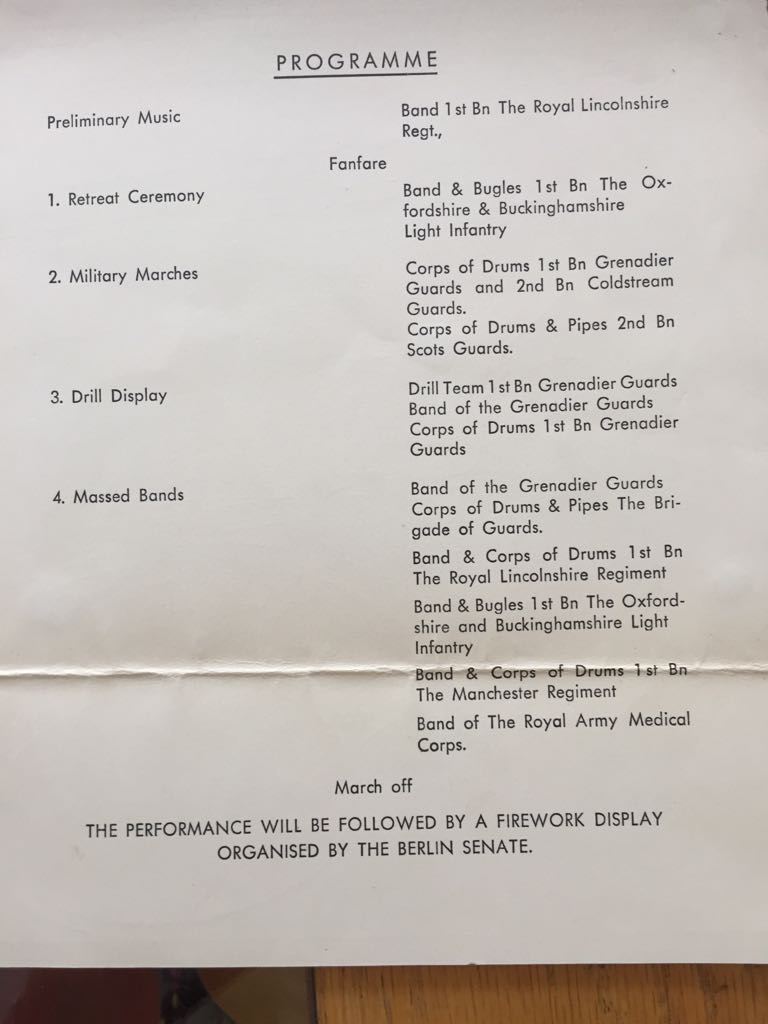 PROGRAMME
Preliminary Music
Band 1st Bn The Royal Lincolnshire
Regt.,
Fanfare
1. Retreat Ceremony
Band & Bugles 1st Bn The Ox-
fordshire & Buckinghamshire
Light Infantry
2. Military Marches
Corps of Drums 1st Bn Grenadier
Guards and 2nd Bn Coldstream
Guards.
Corps of Drums & Pipes 2nd Bn
Scots Guards.
3. Drill Display
Drill Team 1st Bn Grenadier Guards
Band of the Grenadier Guards
Corps of Drums 1st Bn Grenadier
Guards
4. Massed Bands
Band of the Grenadier Guards
Corps of Drums & Pipes The Bri-
gade of Guards.
Band & Corps of Drums 1st Bn
The Royal Lincolnshire Regiment
Band & Bugles 1st Bn The Oxford-
shire and Buckinghamshire Light
Infantry
Band & Corps of Drums 1st Bn
The Manchester Regiment
Band of The Royal Army Medical
Corps.
March off
THE PERFORMANCE WILL BE FOLLOWED BY A FIREWORK DISPLAY
ORGANISED BY THE BERLIN SENATE.